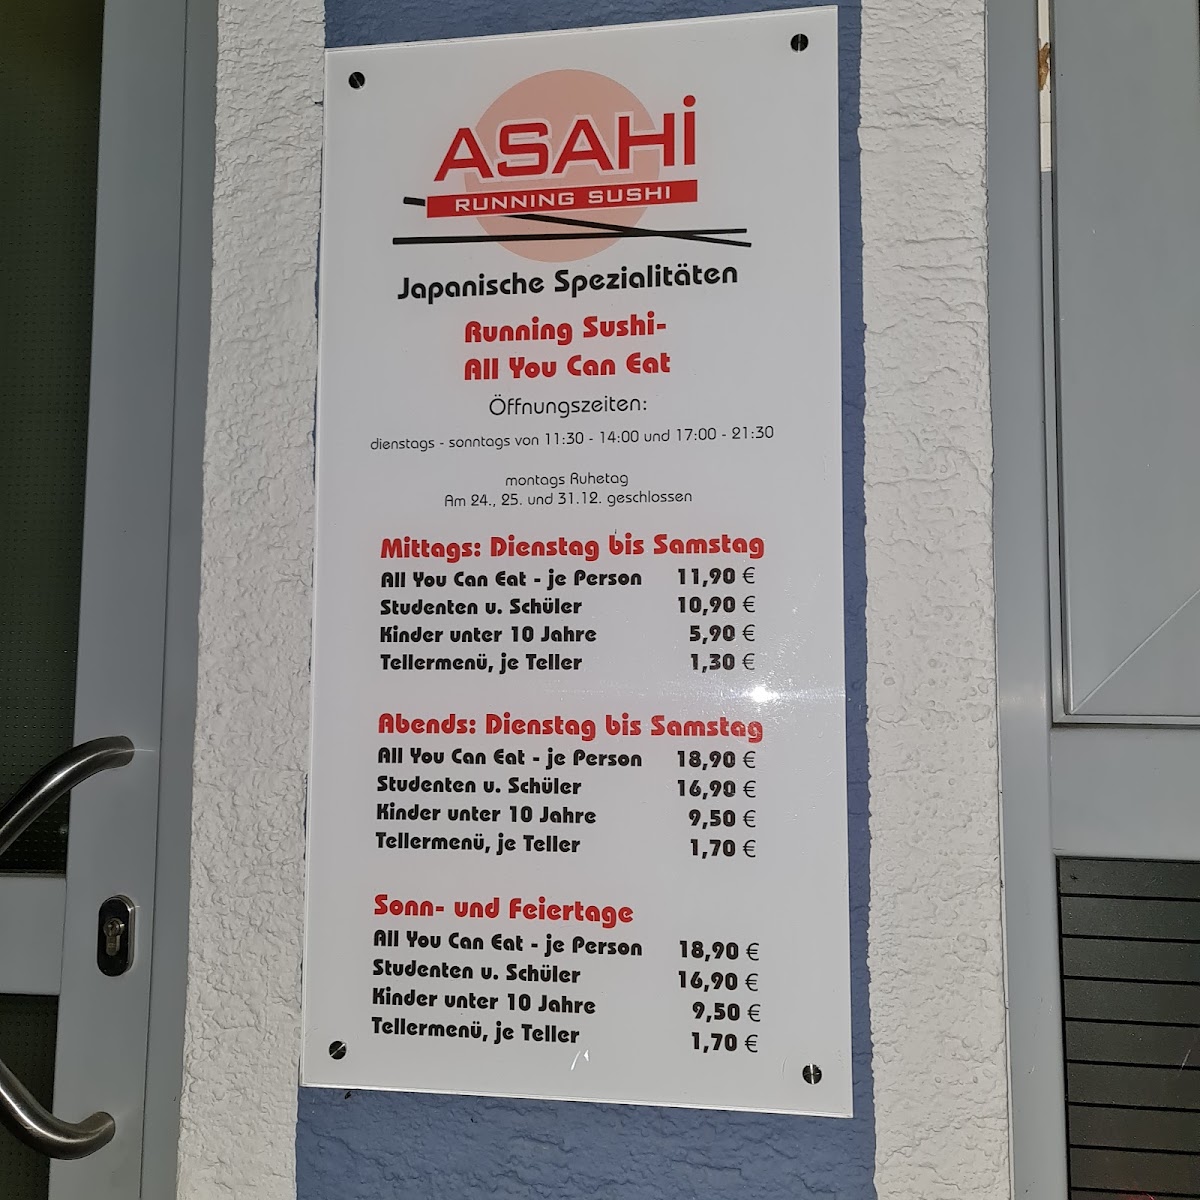 ASAHi
RUNNING SUSHI
Japanische Spezialitäten
Running Sushi-
All You Can Eat
Öffnungszeiten:
dienstags - sonntags von 11:30 - 14:00 und 17:00 - 21:30
montags Ruhetag
Am 24., 25. und 31.12. geschlossen
Mittags: Dienstag bis Samstag
All You Can Eat - je Person 11,90 €
Studenten u. Schüler 10,90 €
Kinder unter 10 Jahre 5,90 €
Tellermenü, je Teller 1,30 €
Abends: Dienstag bis Samstag
All You Can Eat - je Person 18,90 €
Studenten u. Schüler 16,90 €
Kinder unter 10 Jahre 9,50 €
Tellermenü, je Teller 1,70 €
Sonn- und Feiertage
All You Can Eat - je Person 18,90 €
Studenten u. Schüler 16,90 €
Kinder unter 10 Jahre 9,50 €
Tellermenü, je Teller 1,70 €